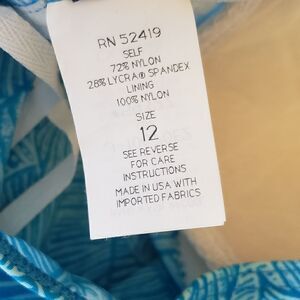 RN 52419
SELF
72% NYLON
28% LYCRA® SPANDEX
LINING
100% NYLON
SIZE
12
SEE REVERSE
FOR CARE
INSTRUCTIONS
MADE IN USA WITH
IMPORTED FABRICS